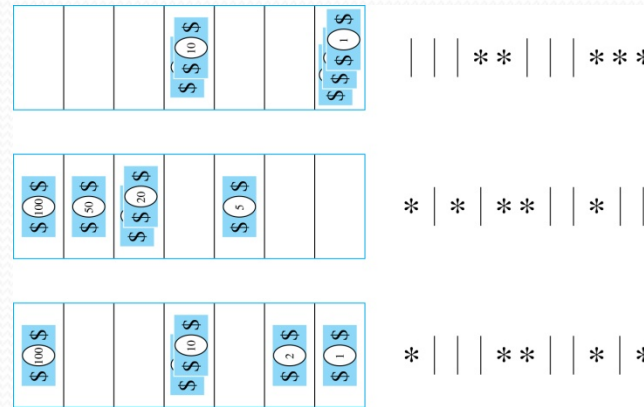 $ 10 $ $ $ 1 $ $ $ | | | * * | | | * * *
$ 100 $ $ 50 $ $ 20 $ $ $ 5 $ * | * | * * | | * | |
$ 100 $ $ 10 $ $ $ 2 $ $ 1 $ * | | | * * | | * | *